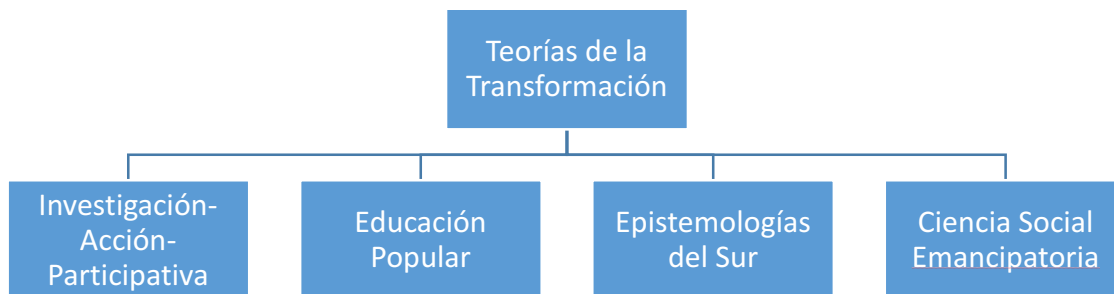 Teorías de la
Transformación
Investigación-
Acción-
Participativa
Educación
Popular
Epistemologías
del Sur
Ciencia Social
Emancipatoria